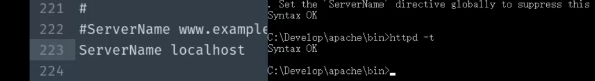 221 #
222 #ServerName www.example
223 ServerName localhost
224
. Set the 'ServerName' directive globally to suppress this
Syntax OK
C:\Develop\apache\bin>httpd -t
Syntax OK
C:\Develop\apache\bin>